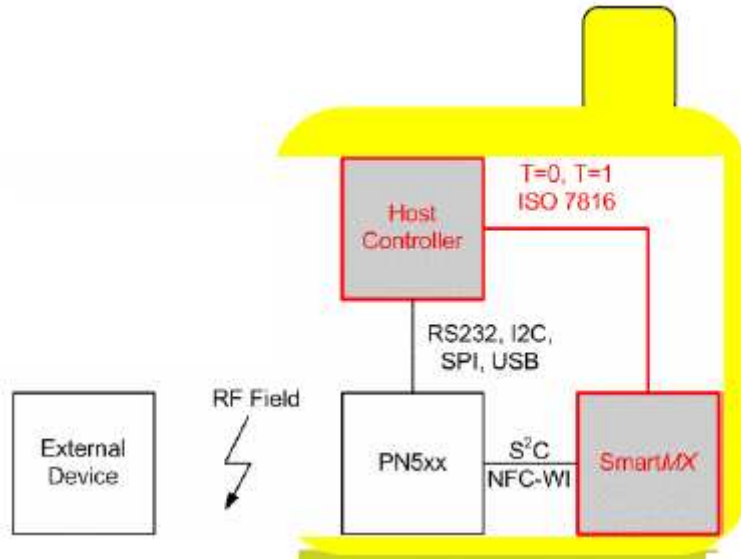 T=0, T=1
ISO 7816
Host
Controller
RS232, I2C,
SPI, USB
RF Field
External
Device
PN5xx
S²C
NFC-WI
SmartMX